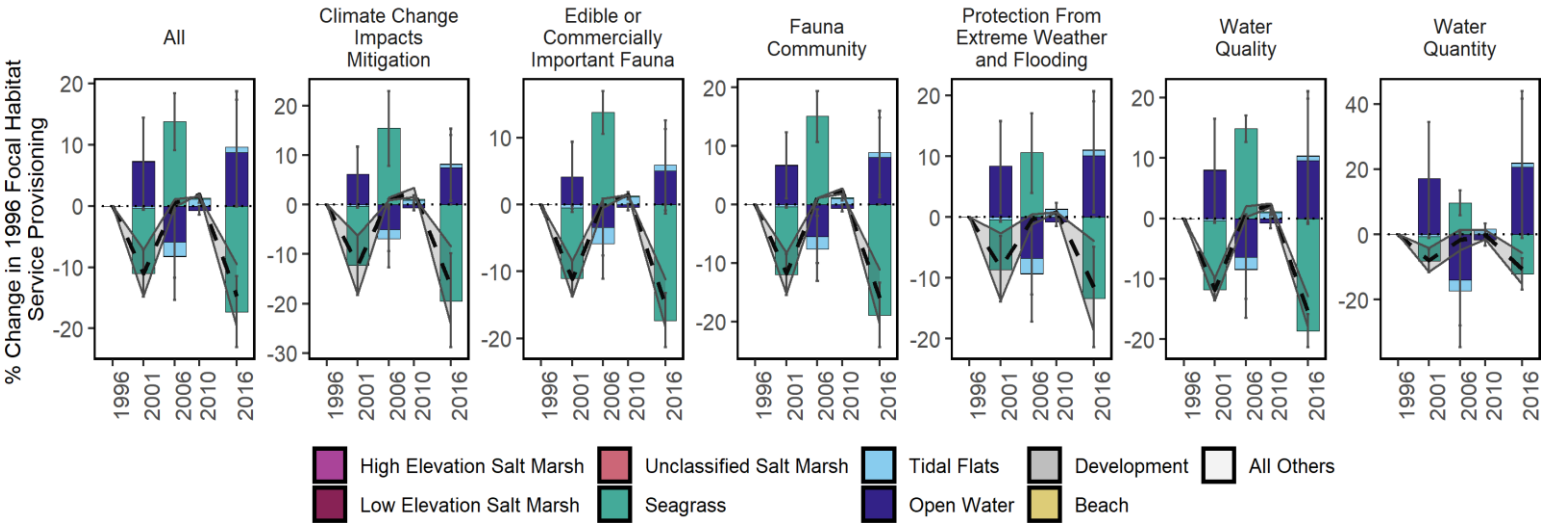 % Change in 1996 Focal Habitat
Service Provisioning
All
20
10
0
-10
-20
1996
2001
2006
2010
2016
Climate Change
Impacts
Mitigation
20
10
0
-10
-20
-30
1996
2001
2006
2010
2016
Edible or
Commercially
Important Fauna
10
0
-10
-20
1996
2001
2006
2010
2016
Fauna
Community
20
10
0
-10
-20
1996
2001
2006
2010
2016
Protection From
Extreme Weather
and Flooding
20
10
0
-10
-20
1996
2001
2006
2010
2016
Water
Quality
20
10
0
-10
-20
1996
2001
2006
2010
2016
Water
Quantity
40
20
0
-20
1996
2001
2006
2010
2016
High Elevation Salt Marsh
Unclassified Salt Marsh
Tidal Flats
Development
All Others
Low Elevation Salt Marsh
Seagrass
Open Water
Beach